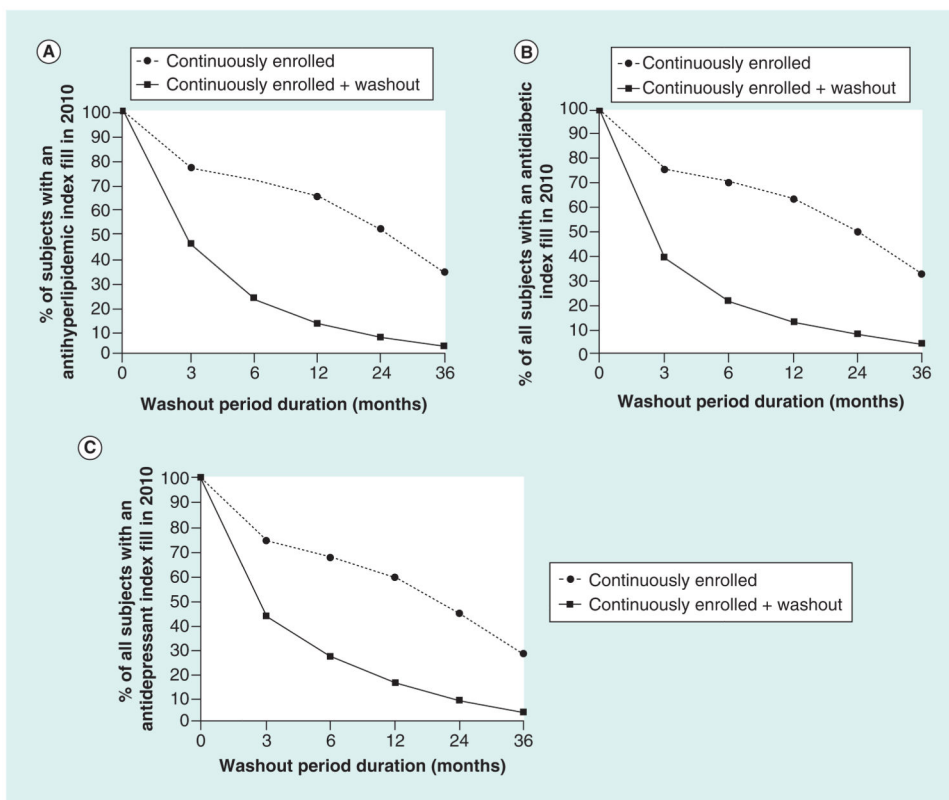 A
Continuously enrolled
Continuously enrolled + washout
% of subjects with an
antihyperlipidemic index fill in 2010
100
90
80
70
60
50
40
30
20
10
0
0 3 6 12 24 36
Washout period duration (months)
B
Continuously enrolled
Continuously enrolled + washout
% of all subjects with an antidiabetic
index fill in 2010
100
90
80
70
60
50
40
30
20
10
0
0 3 6 12 24 36
Washout period duration (months)
C
% of all subjects with an
antidepressant index fill in 2010
100
90
80
70
60
50
40
30
20
10
0
0 3 6 12 24 36
Washout period duration (months)
Continuously enrolled
Continuously enrolled + washout